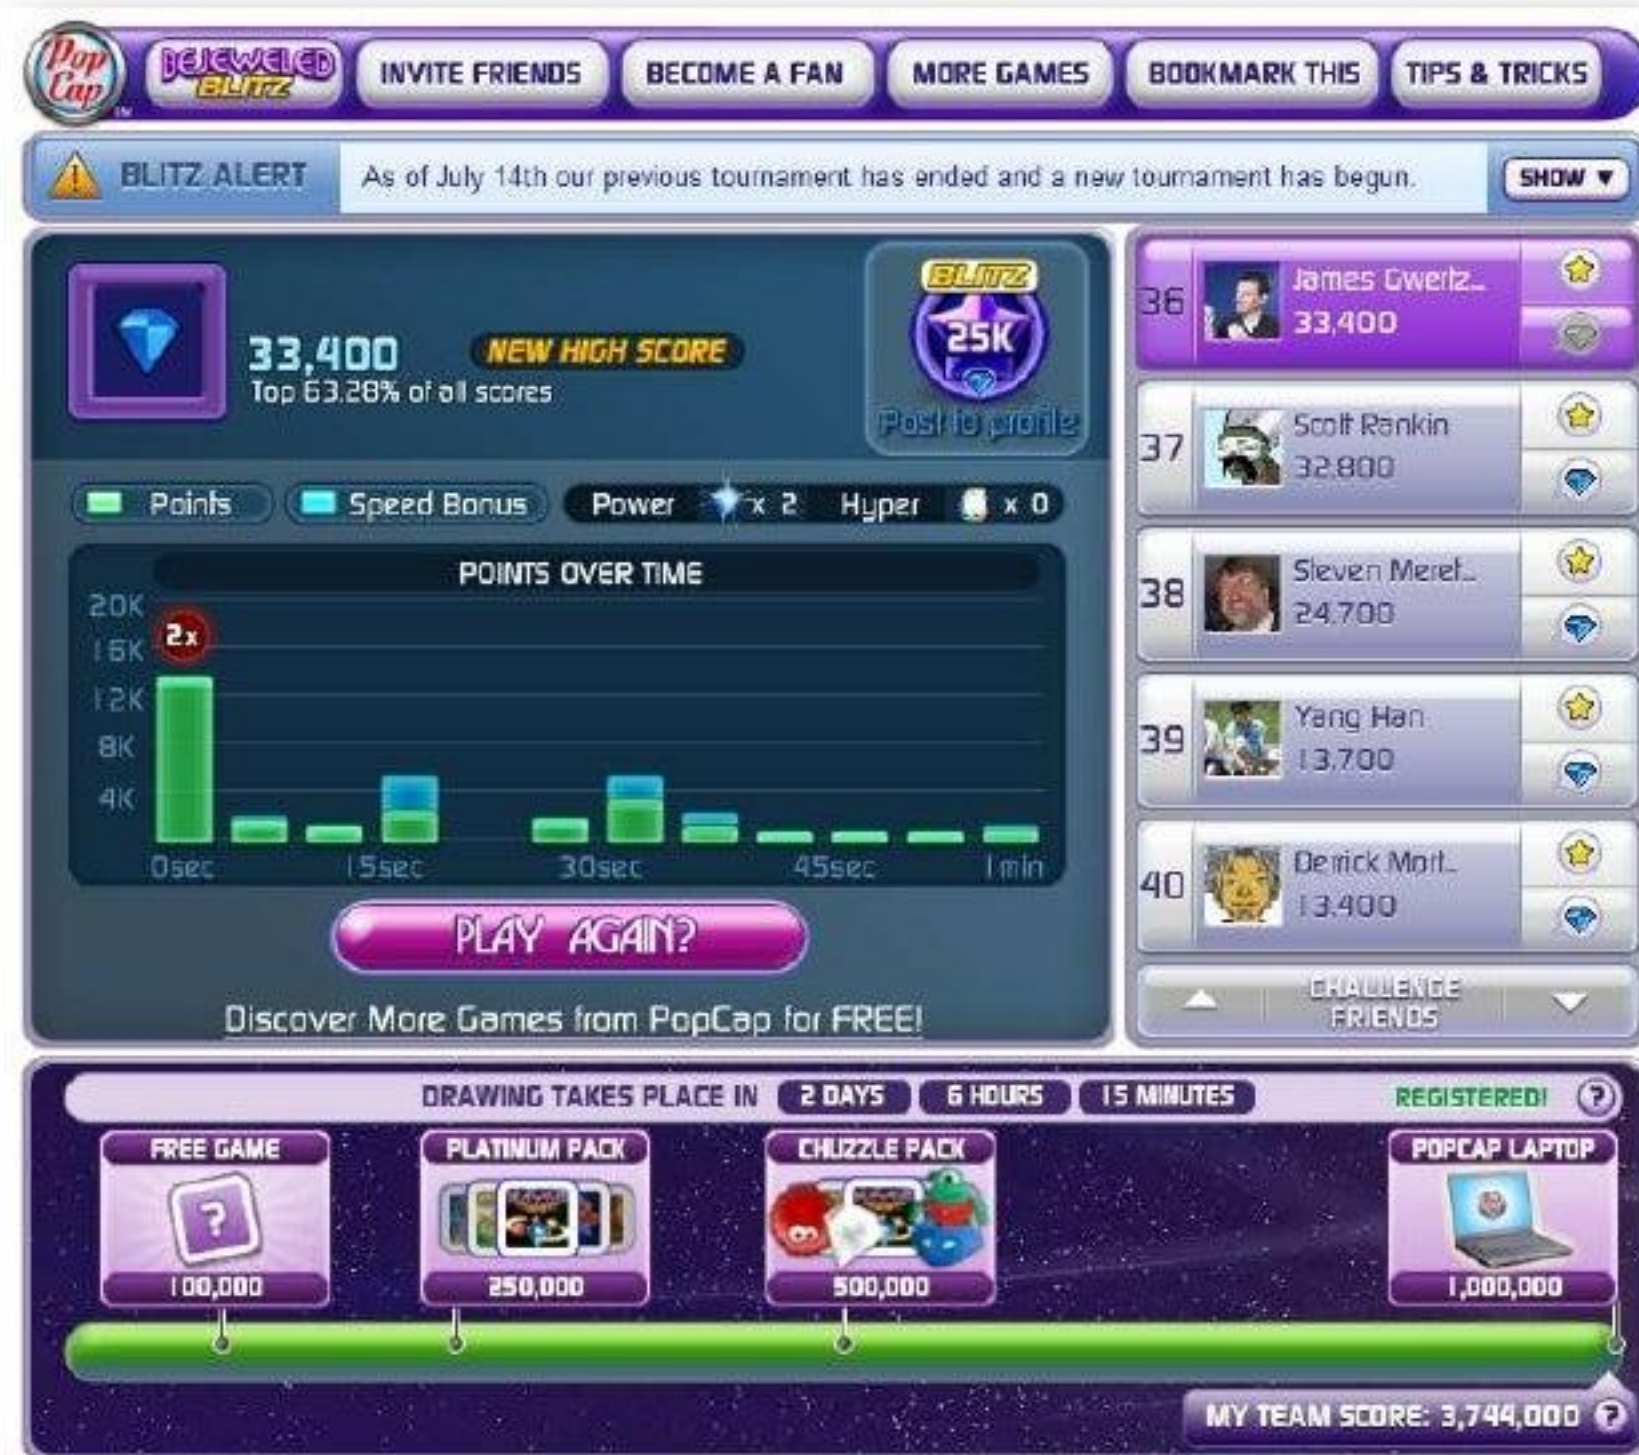 Pop Cap
BEJEWELED BLITZ
INVITE FRIENDS
BECOME A FAN
MORE GAMES
BOOKMARK THIS
TIPS & TRICKS
BLITZ ALERT
As of July 14th our previous tournament has ended and a new tournament has begun.
SHOW ▼
33,400
NEW HIGH SCORE
Top 63.28% of all scores
BLITZ
25K
Post to profile
Points
Speed Bonus
Power x 2
Hyper x 0
POINTS OVER TIME
20K
16K
12K
8K
4K
2x
0sec 15sec 30sec 45sec 1min
PLAY AGAIN?
Discover More Games from PopCap for FREE!
36
James Gwertz...
33,400
37
Scott Rankin
32,800
38
Steven Meret...
24,700
39
Yang Han
13,700
40
Derrick Mort...
13,400
CHALLENGE
FRIENDS
DRAWING TAKES PLACE IN 2 DAYS 6 HOURS 15 MINUTES
REGISTERED! ?
FREE GAME
?
100,000
PLATINUM PACK
250,000
CHUZZLE PACK
500,000
POPCAP LAPTOP
1,000,000
MY TEAM SCORE: 3,744,000 ?